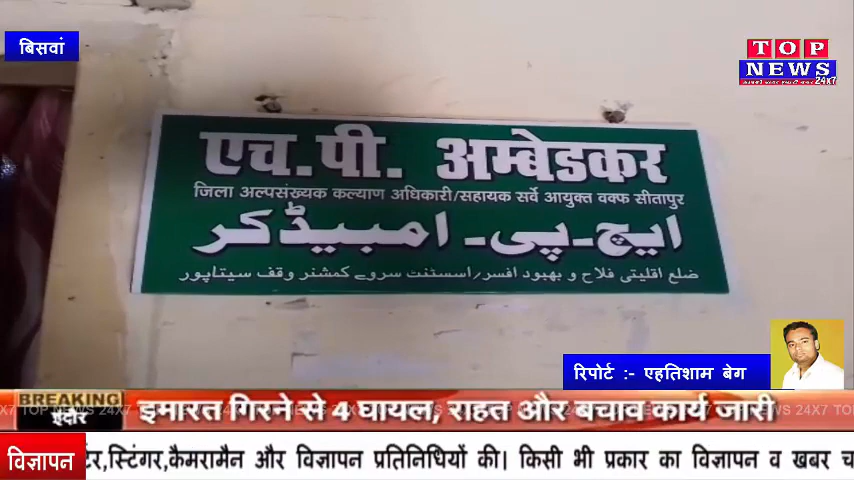 बिसवां
TOP
NEWS
24X7
एच.पी. अम्बेडकर
जिला अल्पसंख्यक कल्याण अधिकारी/सहायक सर्वे आयुक्त वक्फ सीतापुर
ایچ-پی- امبیڈکر
ضلع اقلیتی فلاح و بہبود افسر/اسسٹنٹ سروے کمشنر وقف سیتاپور
रिपोर्ट :- एहतिशाम बेग
BREAKING
इंदौर
इमारत गिरने से 4 घायल, राहत और बचाव कार्य जारी
विज्ञापन
टर,स्टिंगर,कैमरामैन और विज्ञापन प्रतिनिधियों की। किसी भी प्रकार का विज्ञापन व खबर च